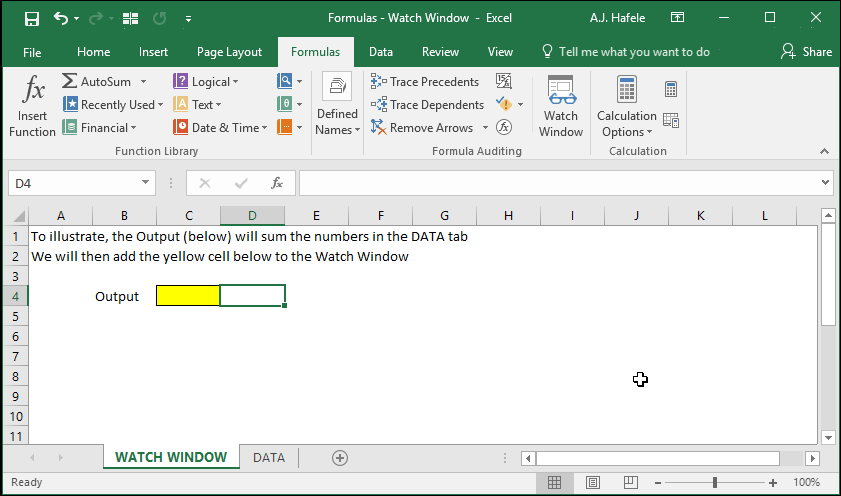 Formulas - Watch Window - Excel
A.J. Hafele
File Home Insert Page Layout Formulas Data Review View Tell me what you want to do Share
fx
Insert Function
AutoSum
Recently Used
Financial
Logical
Text
Date & Time
θ
Function Library
Defined Names
Trace Precedents
Trace Dependents
Remove Arrows
fx
Formula Auditing
Watch Window
Calculation Options
Calculation
D4
fx
A B C D E F G H I J K L
1 To illustrate, the Output (below) will sum the numbers in the DATA tab
2 We will then add the yellow cell below to the Watch Window
3
4 Output
5
6
7
8
9
10
11
WATCH WINDOW DATA
Ready
100%